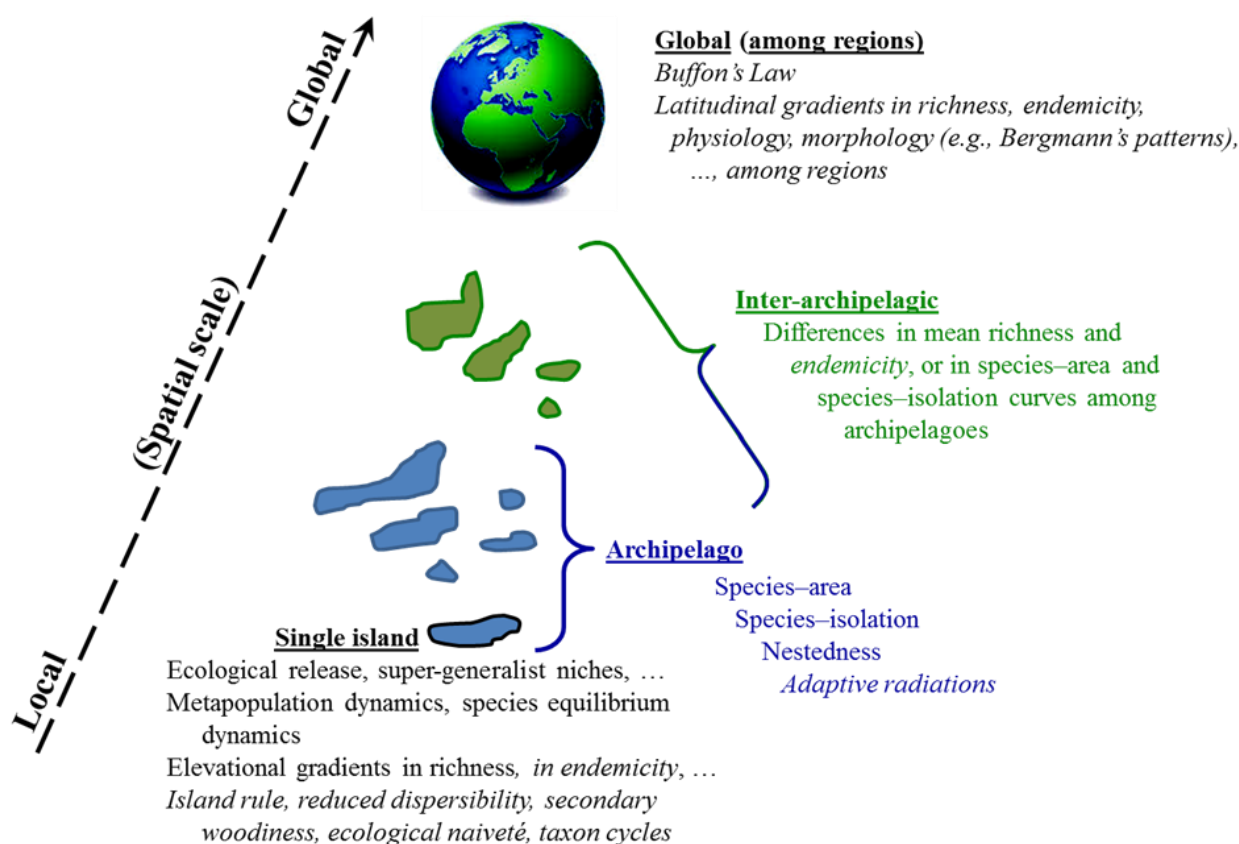 Global (among regions)
Buffon's Law
Latitudinal gradients in richness, endemicity,
physiology, morphology (e.g., Bergmann's patterns),
…, among regions
Global
(Spatial scale)
Local
Inter-archipelagic
Differences in mean richness and
endemicity, or in species–area and
species–isolation curves among
archipelagoes
Archipelago
Species–area
Species–isolation
Nestedness
Adaptive radiations
Single island
Ecological release, super-generalist niches, …
Metapopulation dynamics, species equilibrium
dynamics
Elevational gradients in richness, in endemicity, …
Island rule, reduced dispersibility, secondary
woodiness, ecological naiveté, taxon cycles